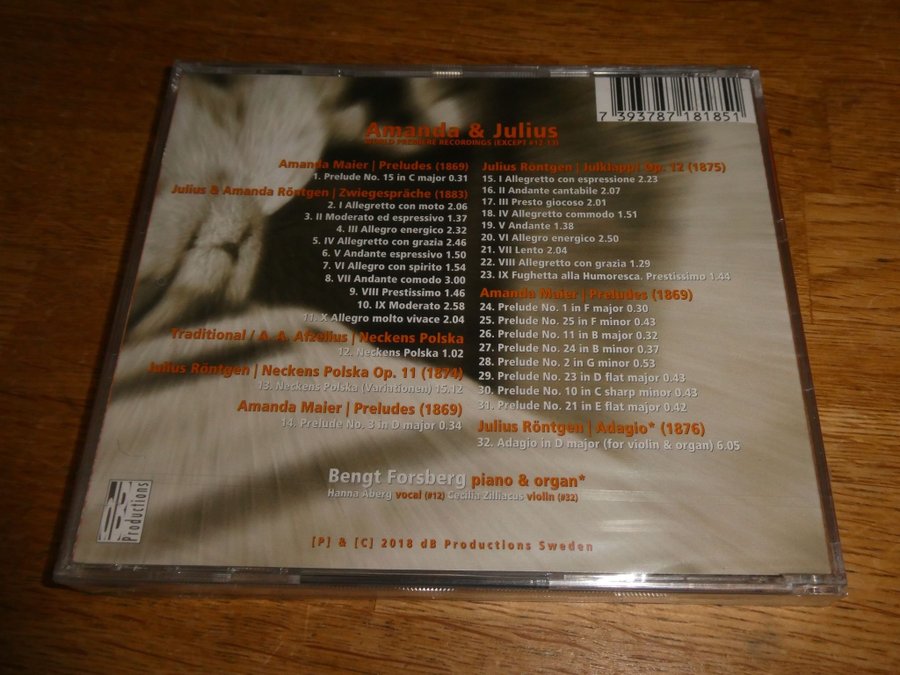 7 393787 181851
Amanda & Julius
WORLD PREMIERE RECORDINGS (EXCEPT #12-13)
Amanda Maier | Preludes (1869)
1. Prelude No. 15 in C major 0.31
Julius & Amanda Röntgen | Zwiegespräche (1883)
2. I Allegretto con moto 2.06
3. II Moderato ed espressivo 1.37
4. III Allegro energico 2.32
5. IV Allegretto con grazia 2.46
6. V Andante espressivo 1.50
7. VI Allegro con spirito 1.54
8. VII Andante comodo 3.00
9. VIII Prestissimo 1.46
10. IX Moderato 2.58
11. X Allegro molto vivace 2.04
Traditional / A. A. Afzelius | Neckens Polska
12. Neckens Polska 1.02
Julius Röntgen | Neckens Polska Op. 11 (1874)
13. Neckens Polska (Variationen) 15.12
Amanda Maier | Preludes (1869)
14. Prelude No. 3 in D major 0.34
Julius Röntgen | Julklapp! Op. 12 (1875)
15. I Allegretto con espressione 2.23
16. II Andante cantabile 2.07
17. III Presto giocoso 2.01
18. IV Allegretto commodo 1.51
19. V Andante 1.38
20. VI Allegro energico 2.50
21. VII Lento 2.04
22. VIII Allegretto con grazia 1.29
23. IX Fughetta alla Humoresca. Prestissimo 1.44
Amanda Maier | Preludes (1869)
24. Prelude No. 1 in F major 0.30
25. Prelude No. 25 in F minor 0.43
26. Prelude No. 11 in B major 0.32
27. Prelude No. 24 in B minor 0.37
28. Prelude No. 2 in G minor 0.53
29. Prelude No. 23 in D flat major 0.43
30. Prelude No. 10 in C sharp minor 0.43
31. Prelude No. 21 in E flat major 0.42
Julius Röntgen | Adagio* (1876)
32. Adagio in D major (for violin & organ) 6.05
Bengt Forsberg piano & organ*
Hanna Åberg vocal (#12) Cecilia Zilliacus violin (#32)
dB Productions
[P] & [C] 2018 dB Productions Sweden